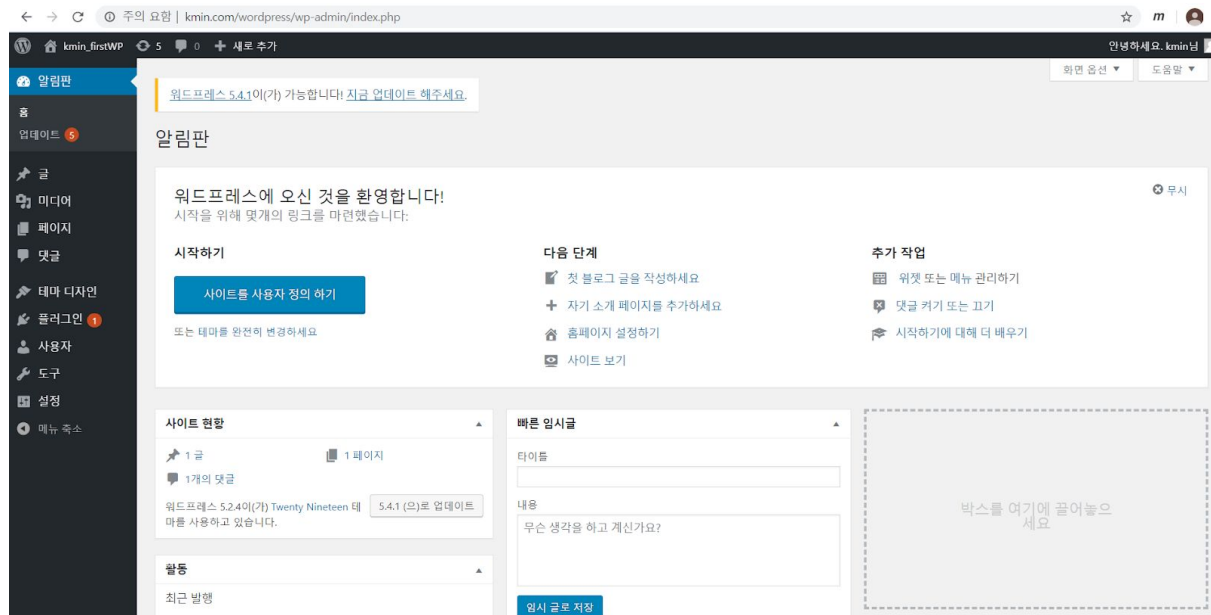 주의 요함 | kmin.com/wordpress/wp-admin/index.php
m
kmin_firstWP 5 0 새로 추가
안녕하세요. kmin님
화면 옵션 ▼ 도움말 ▼
알림판
홈
업데이트 5
글
미디어
페이지
댓글
테마 디자인
플러그인 1
사용자
도구
설정
메뉴 축소
워드프레스 5.4.1이(가) 가능합니다! 지금 업데이트 해주세요.
알림판
워드프레스에 오신 것을 환영합니다!
무시
시작을 위해 몇개의 링크를 마련했습니다:
시작하기
사이트를 사용자 정의 하기
또는 테마를 완전히 변경하세요
다음 단계
첫 블로그 글을 작성하세요
자기 소개 페이지를 추가하세요
홈페이지 설정하기
사이트 보기
추가 작업
위젯 또는 메뉴 관리하기
댓글 켜기 또는 끄기
시작하기에 대해 더 배우기
사이트 현황
1 글 1 페이지
1개의 댓글
워드프레스 5.2.4이(가) Twenty Nineteen 테
마를 사용하고 있습니다.
5.4.1 (으)로 업데이트
활동
최근 발행
빠른 임시글
타이틀
내용
무슨 생각을 하고 계신가요?
임시 글로 저장
박스를 여기에 끌어놓으
세요